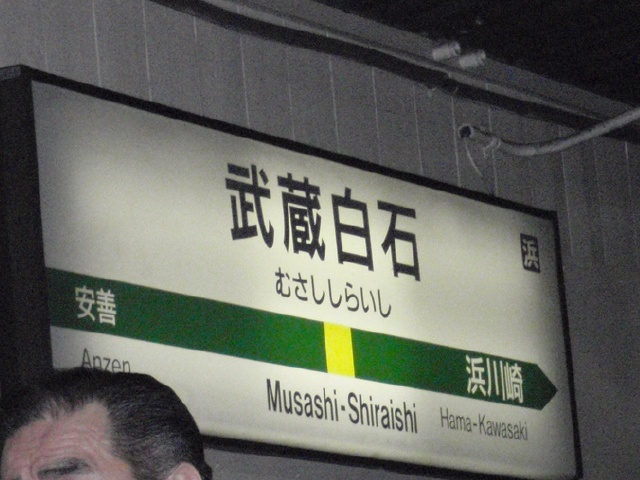 武蔵白石
浜
むさししらいし
安善
浜川崎
Anzen
Musashi-Shiraishi
Hama-Kawasaki